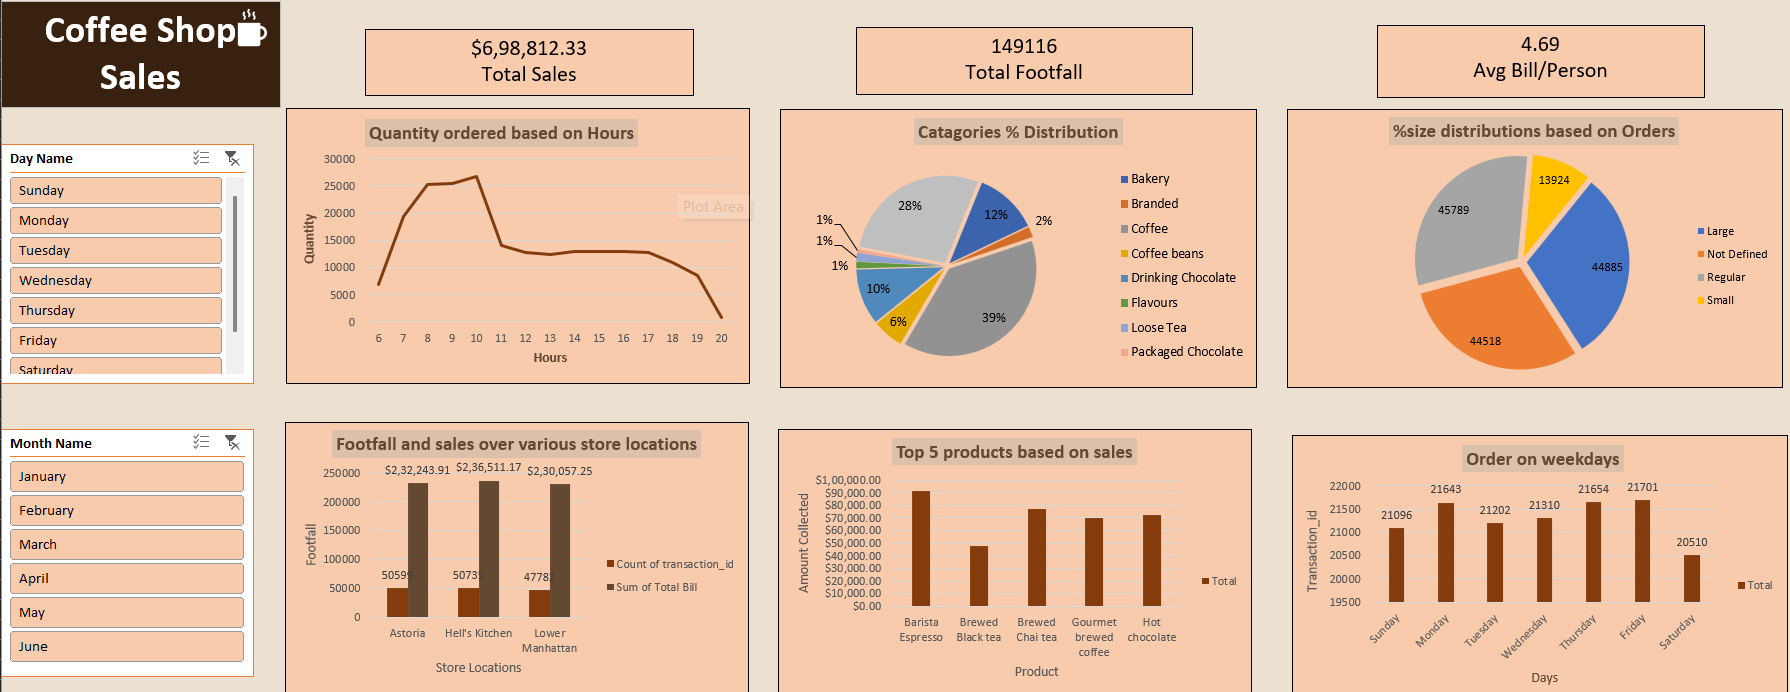 Coffee Shop
Sales
$6,98,812.33
Total Sales
149116
Total Footfall
4.69
Avg Bill/Person
Day Name
Sunday
Monday
Tuesday
Wednesday
Thursday
Friday
Saturday
Month Name
January
February
March
April
May
June
Quantity ordered based on Hours
30000
25000
20000
15000
10000
5000
0
Quantity
Plot Area
6 7 8 9 10 11 12 13 14 15 16 17 18 19 20
Hours
Catagories % Distribution
28%
12%
2%
39%
6%
10%
1%
1%
1%
Bakery
Branded
Coffee
Coffee beans
Drinking Chocolate
Flavours
Loose Tea
Packaged Chocolate
%size distributions based on Orders
13924
45789
44885
44518
Large
Not Defined
Regular
Small
Footfall and sales over various store locations
250000
200000
150000
100000
50000
0
Footfall
$2,32,243.91 $2,36,511.17 $2,30,057.25
50599 50735 47782
Astoria Hell's Kitchen Lower
Manhattan
Store Locations
Count of transaction_id
Sum of Total Bill
Top 5 products based on sales
$1,00,000.00
$90,000.00
$80,000.00
$70,000.00
$60,000.00
$50,000.00
$40,000.00
$30,000.00
$20,000.00
$10,000.00
$0.00
Amount Collected
Barista Brewed Brewed Gourmet Hot
Espresso Black tea Chai tea brewed chocolate
coffee
Product
Total
Order on weekdays
22000
21500
21000
20500
20000
19500
Transaction_id
21096 21643 21202 21310 21654 21701 20510
Sunday Monday Tuesday Wednesday Thursday Friday Saturday
Days
Total